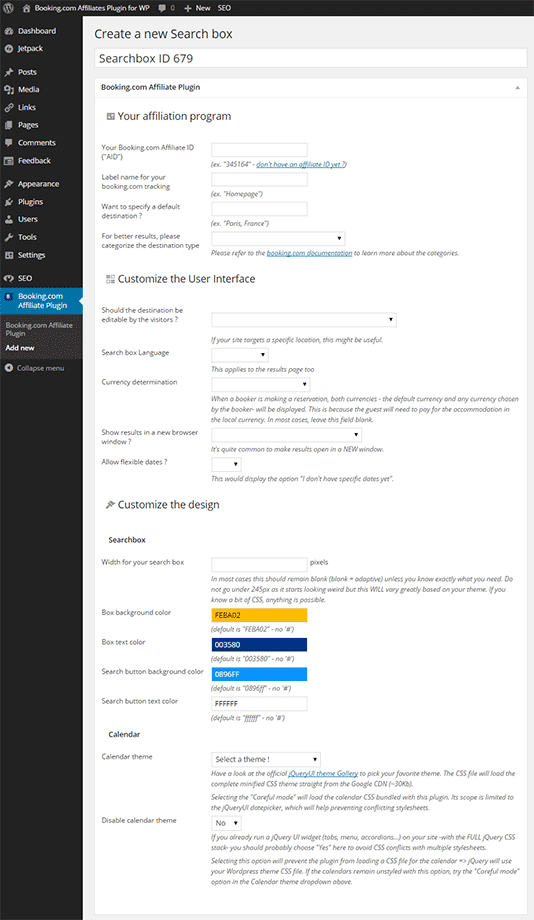 Booking.com Affiliates Plugin for WP 0 + New SEO
Dashboard
Jetpack
Posts
Media
Links
Pages
Comments
Feedback
Appearance
Plugins
Users
Tools
Settings
SEO
Booking.com
Affiliate Plugin
Booking.com Affiliate
Plugin
Add new
Collapse menu
Create a new Search box
Searchbox ID 679
Booking.com Affiliate Plugin
Your affiliation program
Your Booking.com Affiliate ID
("AID")
(ex. "345164" - don't have an affiliate ID yet ?)
Label name for your
booking.com tracking
(ex. "Homepage")
Want to specify a default
destination ?
(ex. "Paris, France")
For better results, please
categorize the destination type
Please refer to the booking.com documentation to learn more about the categories.
Customize the User Interface
Should the destination be
editable by the visitors ?
If your site targets a specific location, this might be useful.
Search box Language
This applies to the results page too
Currency determination
When a booker is making a reservation, both currencies - the default currency and any currency chosen
by the booker- will be displayed. This is because the guest will need to pay for the accommodation in
the local currency. In most cases, leave this field blank.
Show results in a new browser
window ?
It's quite common to make results open in a NEW window.
Allow flexible dates ?
This would display the option "I don't have specific dates yet".
Customize the design
Searchbox
Width for your search box
pixels
In most cases this should remain blank (blank = adaptive) unless you know exactly what you need. Do
not go under 245px as it starts looking weird but this WILL vary greatly based on your theme. If you
know a bit of CSS, anything is possible.
Box background color
FEBA02
(default is "FEBA02" - no '#')
Box text color
003580
(default is "003580" - no '#')
Search button background color
0896FF
(default is "0896ff" - no '#')
Search button text color
FFFFFF
(default is "ffffff" - no '#')
Calendar
Calendar theme
Select a theme !
Have a look at the official jQueryUI theme Gallery to pick your favorite theme. The CSS file will load the
complete minified CSS theme straight from the Google CDN (~30Kb).
Selecting the "Careful mode" will load the calendar CSS bundled with this plugin. Its scope is limited to
the jQueryUI datepicker, which will help preventing conflicting stylesheets.
Disable calendar theme
No
If you already run a jQuery UI widget (tabs, menu, accordions...) on your site -with the FULL jQuery CSS
stack- you should probably choose "Yes" here to avoid CSS conflicts with multiple stylesheets.
Selecting this option will prevent the plugin from loading a CSS file for the calendar => jQuery will use
your Wordpress theme CSS file. If the calendars remain unstyled with this option, try the "Careful mode"
option in the Calendar theme dropdown above.